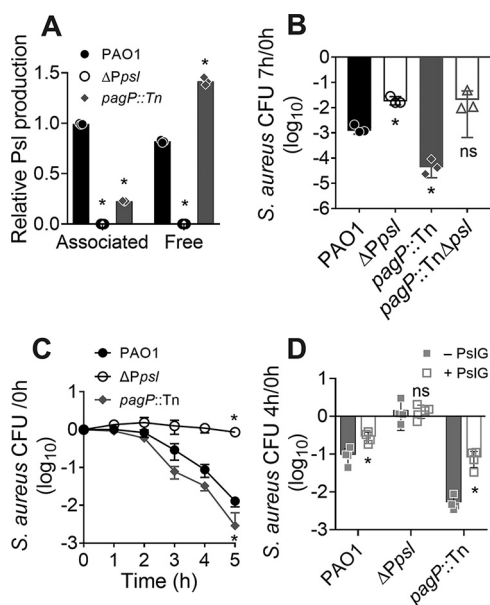 A
PAO1
ΔPpsl
pagP::Tn
Relative Psl production
1.5
1.0
0.5
0.0
*
*
*
*
Associated
Free
B
S. aureus CFU 7h/0h
(log10)
0
-1
-2
-3
-4
-5
-6
*
*
ns
PAO1
ΔPpsl
pagP::Tn
pagP::TnΔpsl
C
PAO1
ΔPpsl
pagP::Tn
S. aureus CFU /0h
(log10)
1
0
-1
-2
-3
*
*
0
1
2
3
4
5
Time (h)
D
– PslG
+ PslG
S. aureus CFU 4h/0h
(log10)
1
0
-1
-2
-3
*
ns
*
PAO1
ΔPpsl
pagP::Tn